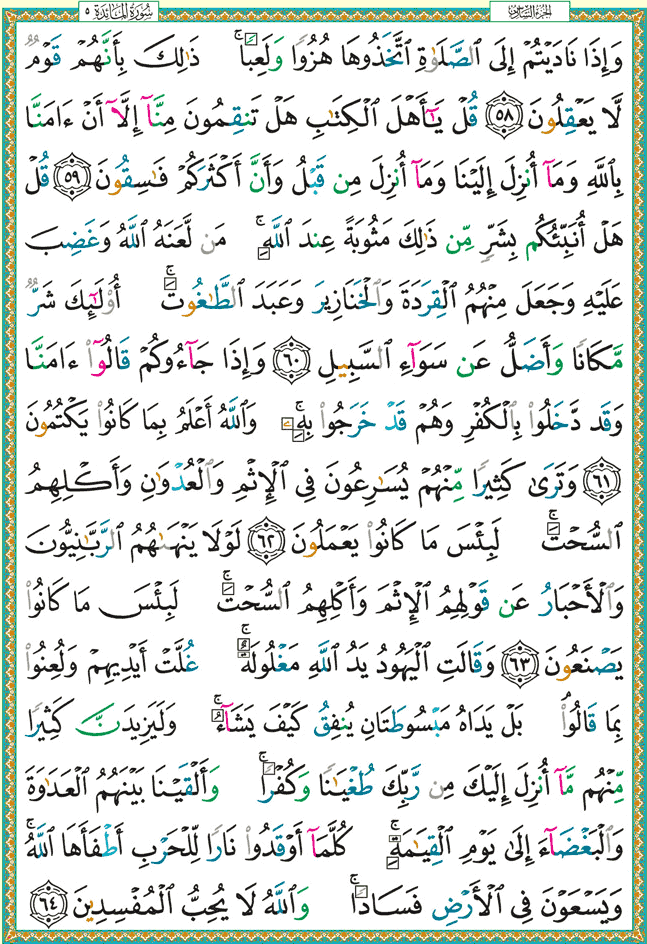 سُورَةُ المَائدة ٥ الجزء السادس
وَإِذَا نَادَيْتُمْ إِلَى ٱلصَّلَوٰةِ ٱتَّخَذُوهَا هُزُوًا وَلَعِبًا ۚ ذَٰلِكَ بِأَنَّهُمْ قَوْمٌ
لَّا يَعْقِلُونَ ٥٨ قُلْ يَـٰٓأَهْلَ ٱلْكِتَـٰبِ هَلْ تَنقِمُونَ مِنَّآ إِلَّآ أَنْ ءَامَنَّا
بِٱللَّهِ وَمَآ أُنزِلَ إِلَيْنَا وَمَآ أُنزِلَ مِن قَبْلُ وَأَنَّ أَكْثَرَكُمْ فَـٰسِقُونَ ٥٩ قُلْ
هَلْ أُنَبِّئُكُم بِشَرٍّ مِّن ذَٰلِكَ مَثُوبَةً عِندَ ٱللَّهِ ۚ مَن لَّعَنَهُ ٱللَّهُ وَغَضِبَ
عَلَيْهِ وَجَعَلَ مِنْهُمُ ٱلْقِرَدَةَ وَٱلْخَنَازِيرَ وَعَبَدَ ٱلطَّـٰغُوتَ ۚ أُو۟لَـٰٓئِكَ شَرٌّ
مَّكَانًا وَأَضَلُّ عَن سَوَآءِ ٱلسَّبِيلِ ٦٠ وَإِذَا جَآءُوكُمْ قَالُوٓا۟ ءَامَنَّا
وَقَد دَّخَلُوا۟ بِٱلْكُفْرِ وَهُمْ قَدْ خَرَجُوا۟ بِهِۦ ۚ وَٱللَّهُ أَعْلَمُ بِمَا كَانُوا۟ يَكْتُمُونَ
٦١ وَتَرَىٰ كَثِيرًا مِّنْهُمْ يُسَـٰرِعُونَ فِى ٱلْإِثْمِ وَٱلْعُدْوَٰنِ وَأَكْلِهِمُ
ٱلسُّحْتَ ۚ لَبِئْسَ مَا كَانُوا۟ يَعْمَلُونَ ٦٢ لَوْلَا يَنْهَىٰهُمُ ٱلرَّبَّـٰنِيُّونَ
وَٱلْأَحْبَارُ عَن قَوْلِهِمُ ٱلْإِثْمَ وَأَكْلِهِمُ ٱلسُّحْتَ ۚ لَبِئْسَ مَا كَانُوا۟
يَصْنَعُونَ ٦٣ وَقَالَتِ ٱلْيَهُودُ يَدُ ٱللَّهِ مَغْلُولَةٌ ۚ غُلَّتْ أَيْدِيهِمْ وَلُعِنُوا۟
بِمَا قَالُوا۟ ۘ بَلْ يَدَاهُ مَبْسُوطَتَانِ يُنفِقُ كَيْفَ يَشَآءُ ۚ وَلَيَزِيدَنَّ كَثِيرًا
مِّنْهُم مَّآ أُنزِلَ إِلَيْكَ مِن رَّبِّكَ طُغْيَـٰنًا وَكُفْرًا ۚ وَأَلْقَيْنَا بَيْنَهُمُ ٱلْعَدَٰوَةَ
وَٱلْبَغْضَآءَ إِلَىٰ يَوْمِ ٱلْقِيَـٰمَةِ ۚ كُلَّمَآ أَوْقَدُوا۟ نَارًا لِّلْحَرْبِ أَطْفَأَهَا ٱللَّهُ ۚ
وَيَسْعَوْنَ فِى ٱلْأَرْضِ فَسَادًا ۚ وَٱللَّهُ لَا يُحِبُّ ٱلْمُفْسِدِينَ ٦٤